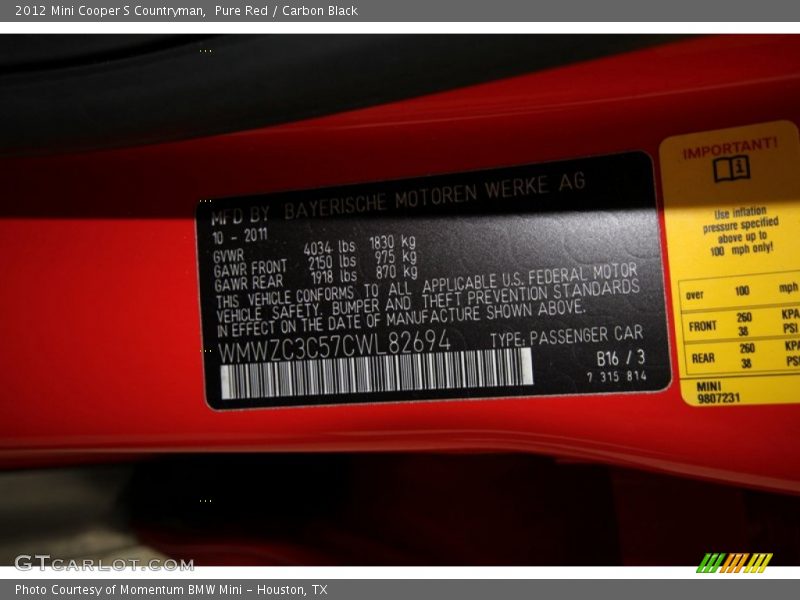 2012 Mini Cooper S Countryman,  Pure Red / Carbon Black
MFD BY BAYERISCHE MOTOREN WERKE AG
10 - 2011
GVWR 4034 lbs 1830 kg
GAWR FRONT 2150 lbs 975 kg
GAWR REAR 1918 lbs 870 kg
THIS VEHICLE CONFORMS TO ALL APPLICABLE U.S. FEDERAL MOTOR
VEHICLE SAFETY, BUMPER AND THEFT PREVENTION STANDARDS
IN EFFECT ON THE DATE OF MANUFACTURE SHOWN ABOVE.
WMWZC3C57CWL82694 TYPE: PASSENGER CAR
B16 / 3
7 315 814
IMPORTANT!
Use inflation
pressure specified
above up to
100 mph only!
over 100 mph
FRONT 260 KPA
38 PSI
REAR 260 KPA
38 PSI
MINI
9807231
GTCARLOT.COM
Photo Courtesy of Momentum BMW Mini - Houston, TX